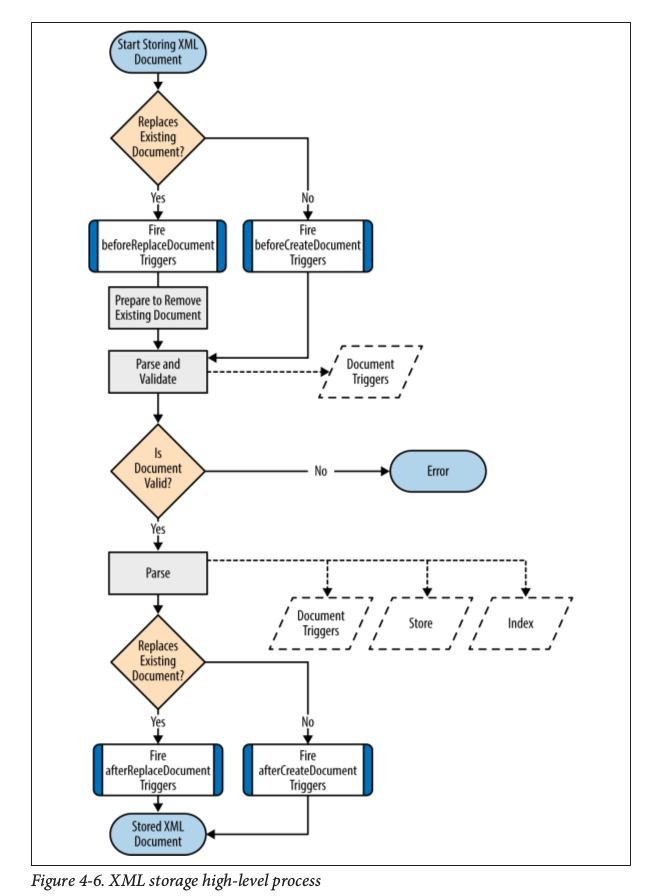 Start Storing XML
Document
Replaces
Existing
Document?
Yes
No
Fire
beforeReplaceDocument
Triggers
Fire
beforeCreateDocument
Triggers
Prepare to Remove
Existing Document
Parse and
Validate
Document
Triggers
Is
Document
Valid?
No
Error
Yes
Parse
Document
Triggers
Store
Index
Replaces
Existing
Document?
Yes
No
Fire
afterReplaceDocument
Triggers
Fire
afterCreateDocument
Triggers
Stored XML
Document
Figure 4-6. XML storage high-level process